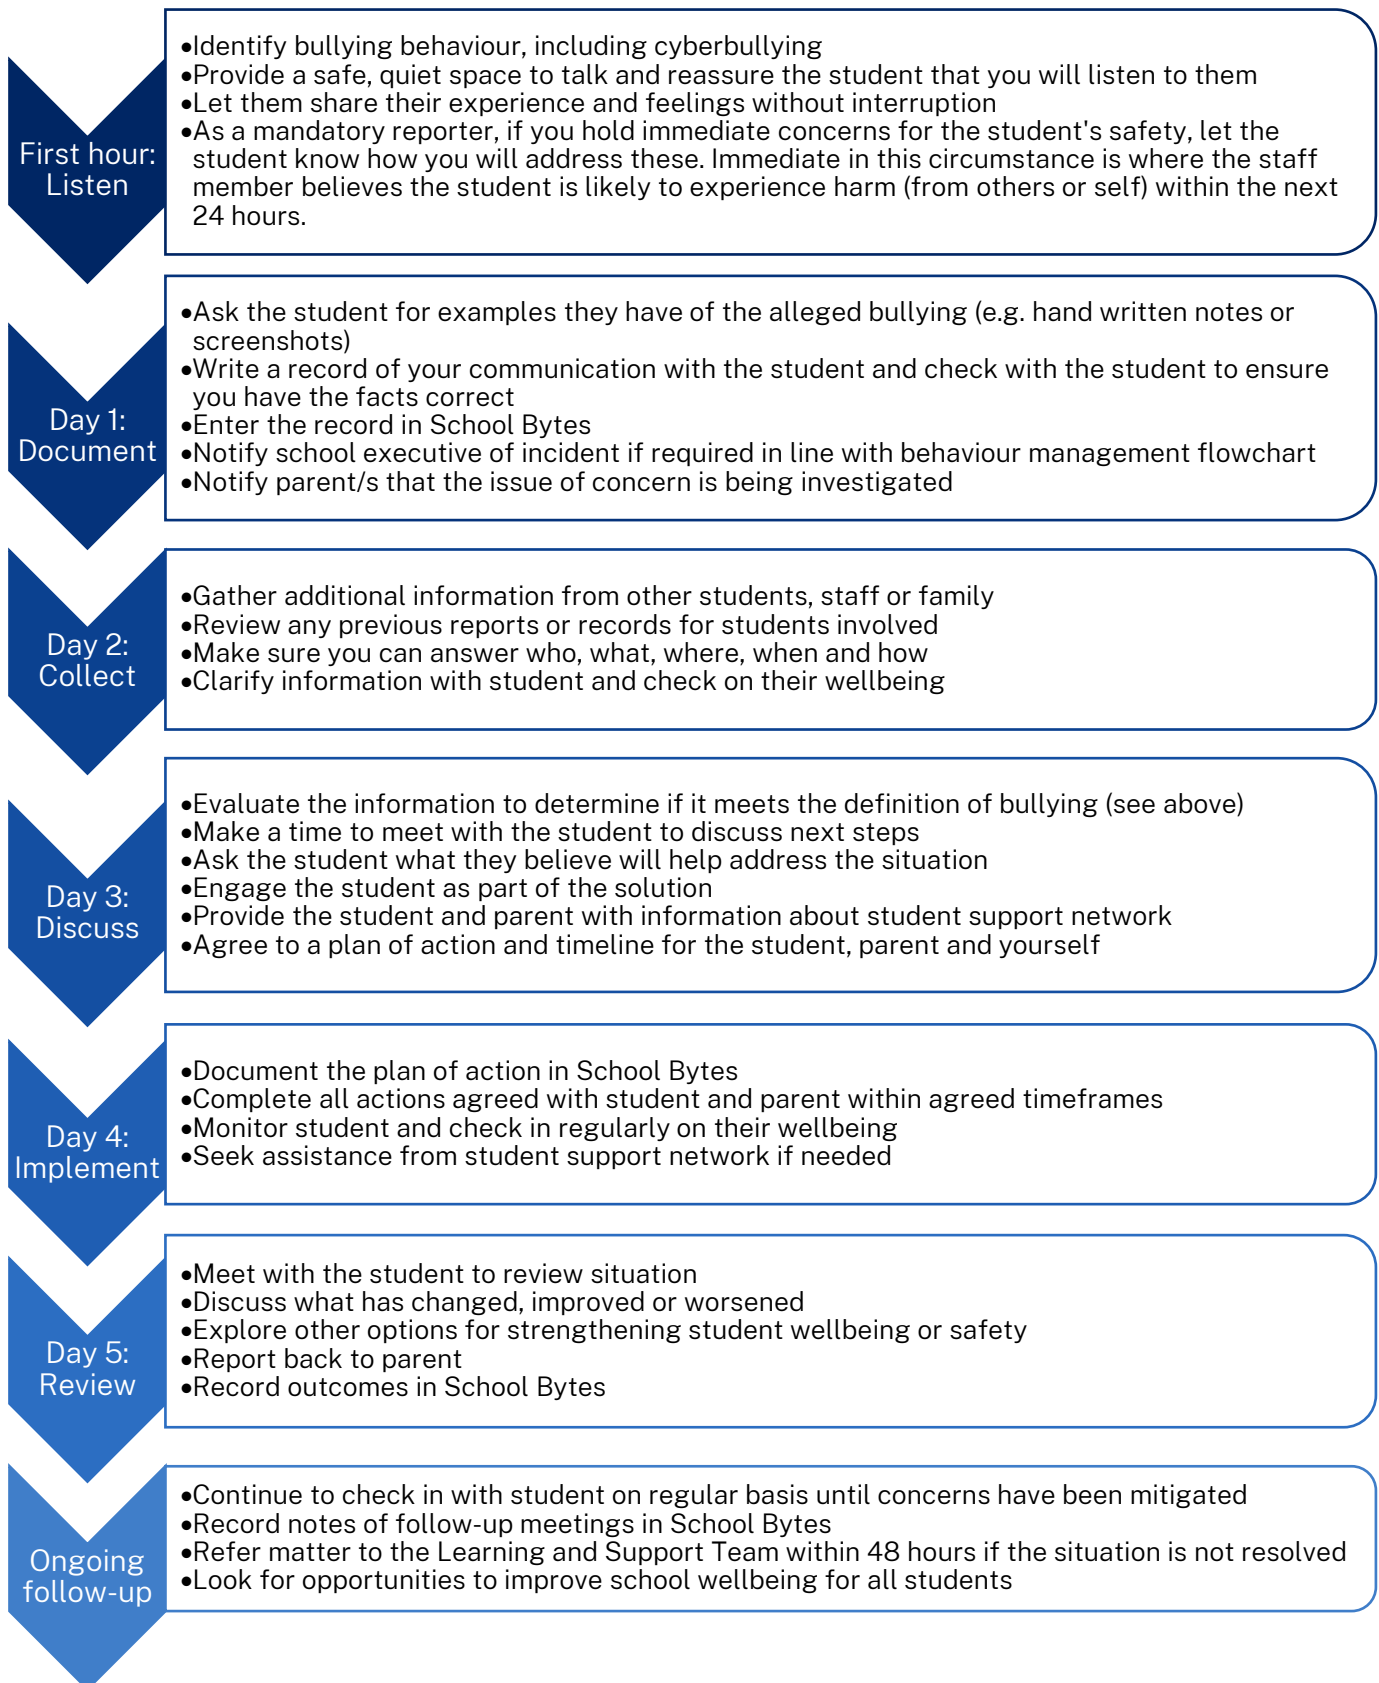 First hour:
Listen
•Identify bullying behaviour, including cyberbullying
•Provide a safe, quiet space to talk and reassure the student that you will listen to them
•Let them share their experience and feelings without interruption
•As a mandatory reporter, if you hold immediate concerns for the student's safety, let the
student know how you will address these. Immediate in this circumstance is where the staff
member believes the student is likely to experience harm (from others or self) within the next
24 hours.
Day 1:
Document
•Ask the student for examples they have of the alleged bullying (e.g. hand written notes or
screenshots)
•Write a record of your communication with the student and check with the student to ensure
you have the facts correct
•Enter the record in School Bytes
•Notify school executive of incident if required in line with behaviour management flowchart
•Notify parent/s that the issue of concern is being investigated
Day 2:
Collect
•Gather additional information from other students, staff or family
•Review any previous reports or records for students involved
•Make sure you can answer who, what, where, when and how
•Clarify information with student and check on their wellbeing
Day 3:
Discuss
•Evaluate the information to determine if it meets the definition of bullying (see above)
•Make a time to meet with the student to discuss next steps
•Ask the student what they believe will help address the situation
•Engage the student as part of the solution
•Provide the student and parent with information about student support network
•Agree to a plan of action and timeline for the student, parent and yourself
Day 4:
Implement
•Document the plan of action in School Bytes
•Complete all actions agreed with student and parent within agreed timeframes
•Monitor student and check in regularly on their wellbeing
•Seek assistance from student support network if needed
Day 5:
Review
•Meet with the student to review situation
•Discuss what has changed, improved or worsened
•Explore other options for strengthening student wellbeing or safety
•Report back to parent
•Record outcomes in School Bytes
Ongoing
follow-up
•Continue to check in with student on regular basis until concerns have been mitigated
•Record notes of follow-up meetings in School Bytes
•Refer matter to the Learning and Support Team within 48 hours if the situation is not resolved
•Look for opportunities to improve school wellbeing for all students